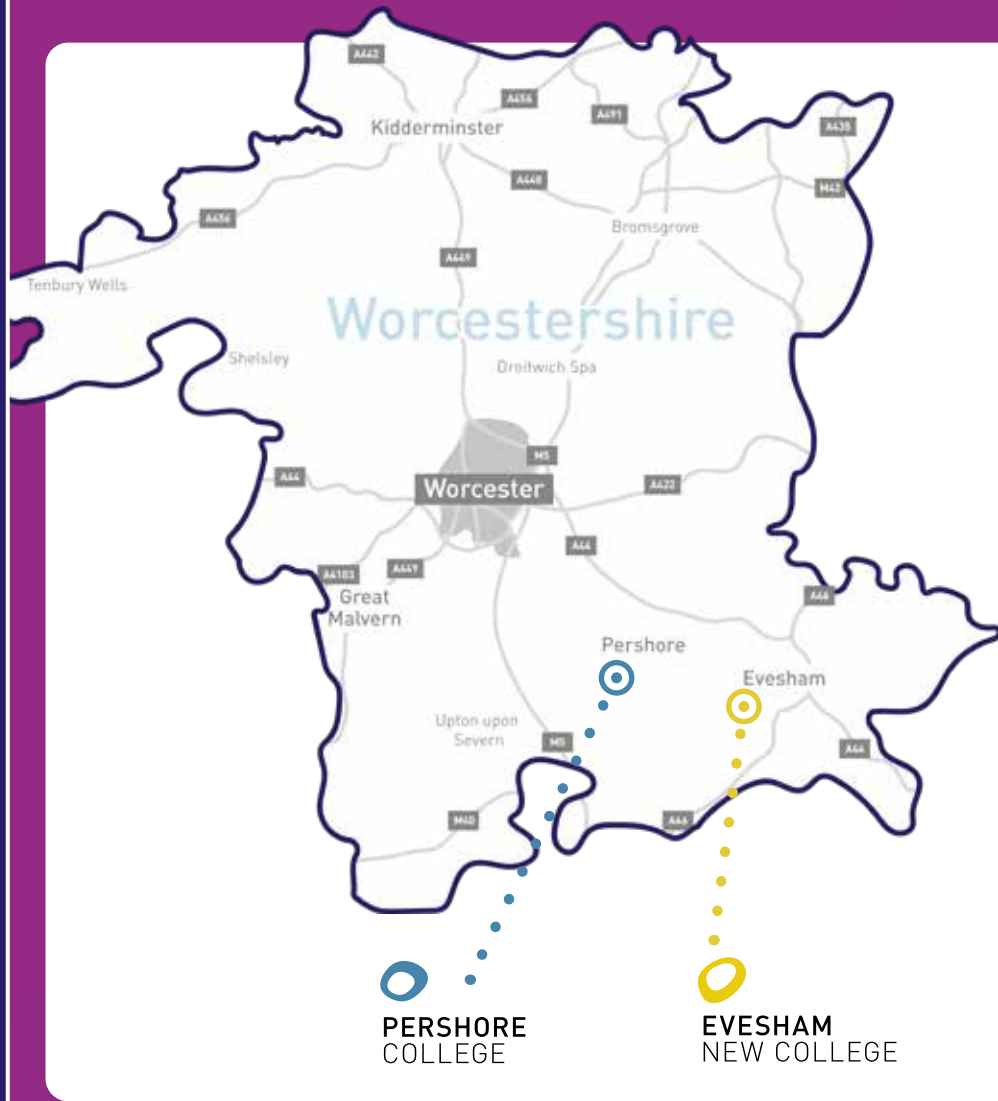 A442
A456
A491
A435
Kidderminster
A448
M42
A456
Bromsgrove
A449
Tenbury Wells
Worcestershire
Shelsley
Droitwich Spa
M5
A44
Worcester
A422
A44
A4103
A449
A46
Great
Malvern
Pershore
Evesham
Upton upon
Severn
M5
A44
M40
A46
PERSHORE
COLLEGE
EVESHAM
NEW COLLEGE